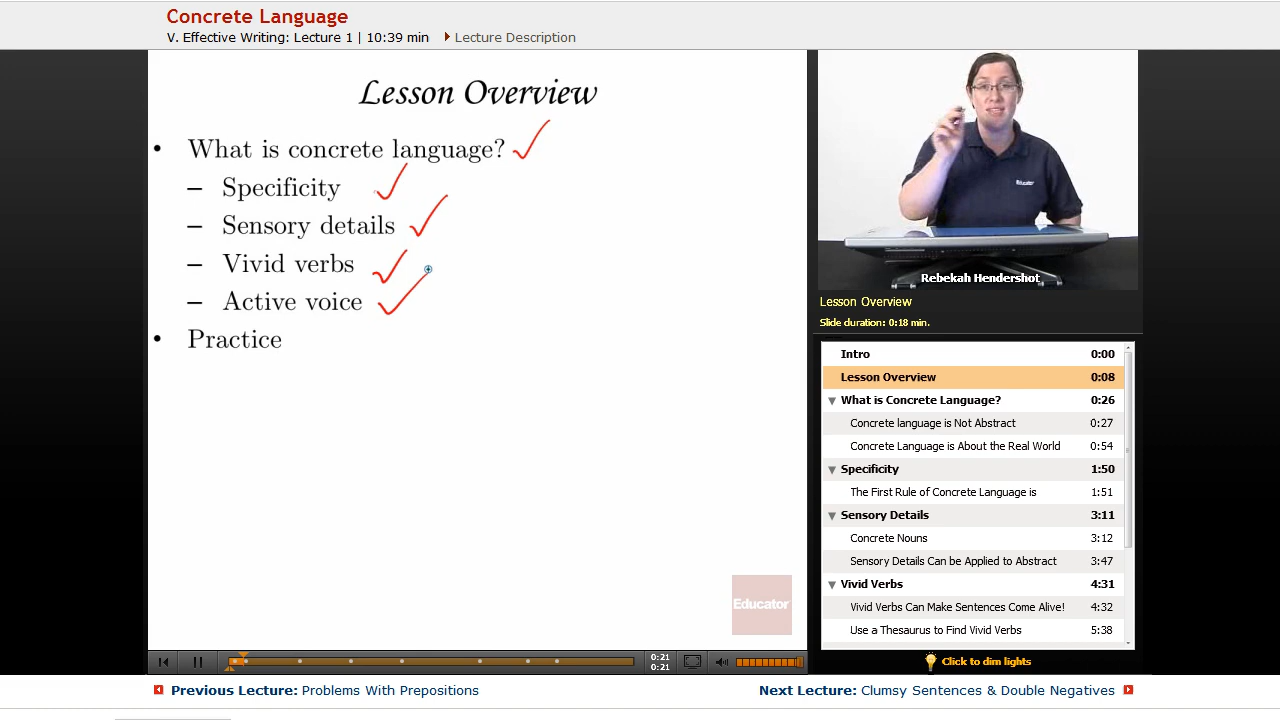 Concrete Language
V. Effective Writing: Lecture 1 | 10:39 min Lecture Description
Lesson Overview
• What is concrete language?
– Specificity
– Sensory details
– Vivid verbs
– Active voice
• Practice
Educator
0:21
0:21
Educator
Rebekah Hendershot
Lesson Overview
Slide duration: 0:18 min.
Intro 0:00
Lesson Overview 0:08
What is Concrete Language? 0:26
Concrete language is Not Abstract 0:27
Concrete Language is About the Real World 0:54
Specificity 1:50
The First Rule of Concrete Language is 1:51
Sensory Details 3:11
Concrete Nouns 3:12
Sensory Details Can be Applied to Abstract 3:47
Vivid Verbs 4:31
Vivid Verbs Can Make Sentences Come Alive! 4:32
Use a Thesaurus to Find Vivid Verbs 5:38
Click to dim lights
Previous Lecture: Problems With Prepositions
Next Lecture: Clumsy Sentences & Double Negatives